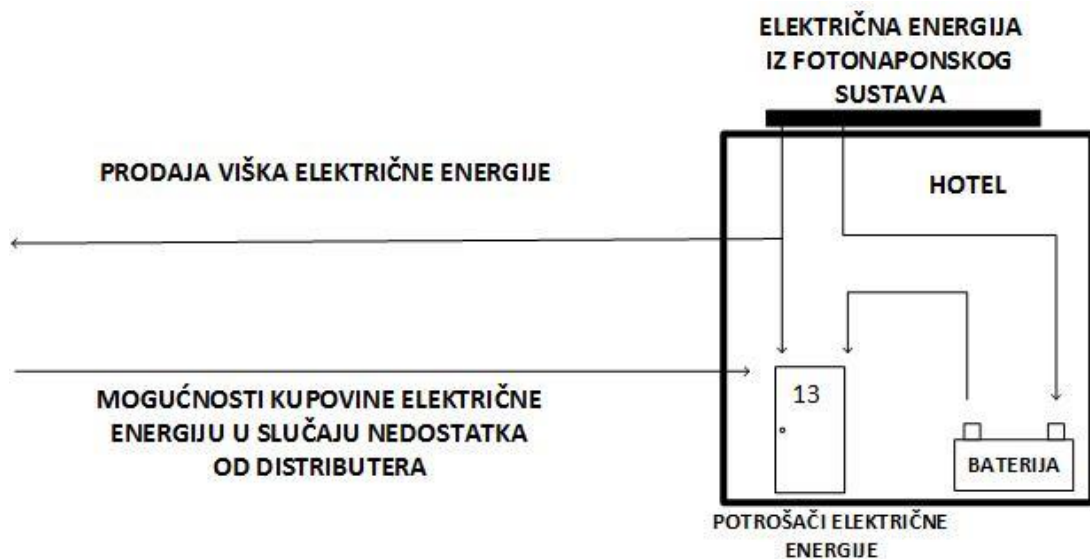 ELEKTRIČNA ENERGIJA
IZ FOTONAPONSKOG
SUSTAVA
PRODAJA VIŠKA ELEKTRIČNE ENERGIJE
HOTEL
MOGUĆNOSTI KUPOVINE ELEKTRIČNE
ENERGIJU U SLUČAJU NEDOSTATKA
OD DISTRIBUTERA
13
BATERIJA
POTROŠAČI ELEKTRIČNE
ENERGIJE